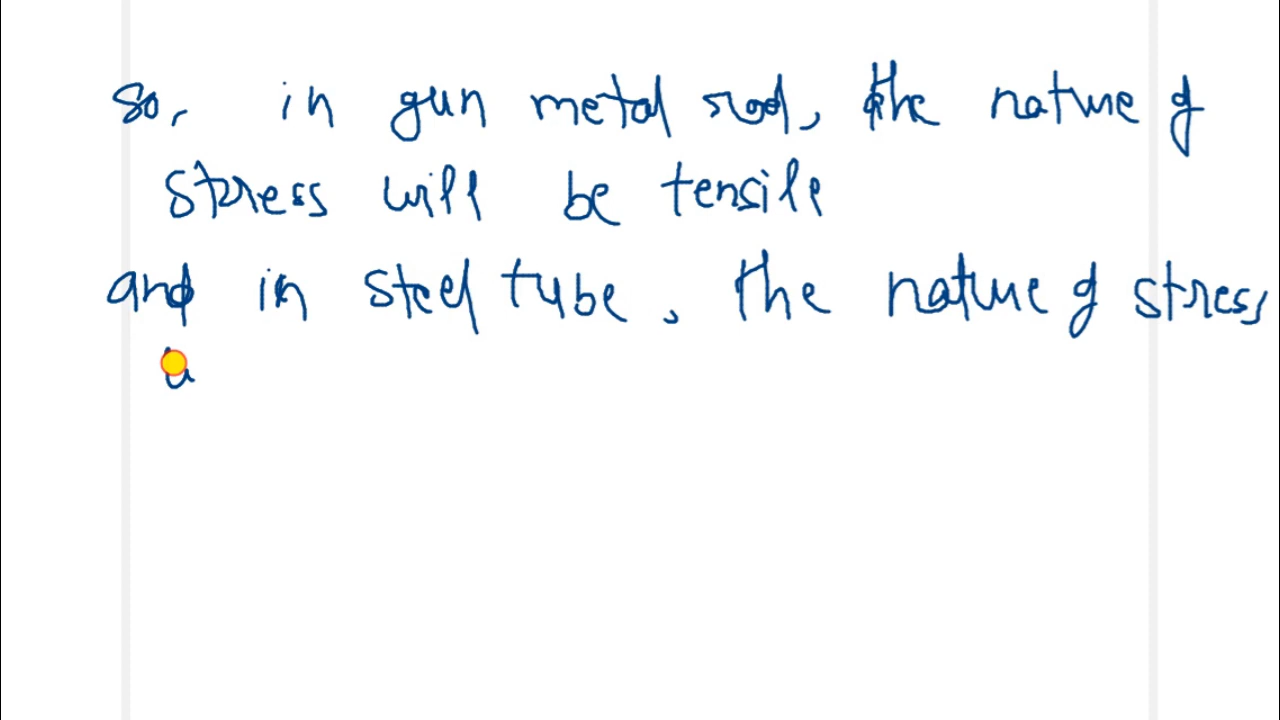 So, in gun metal rod, the nature of
stress will be tensile
and in steel tube, the nature of stress